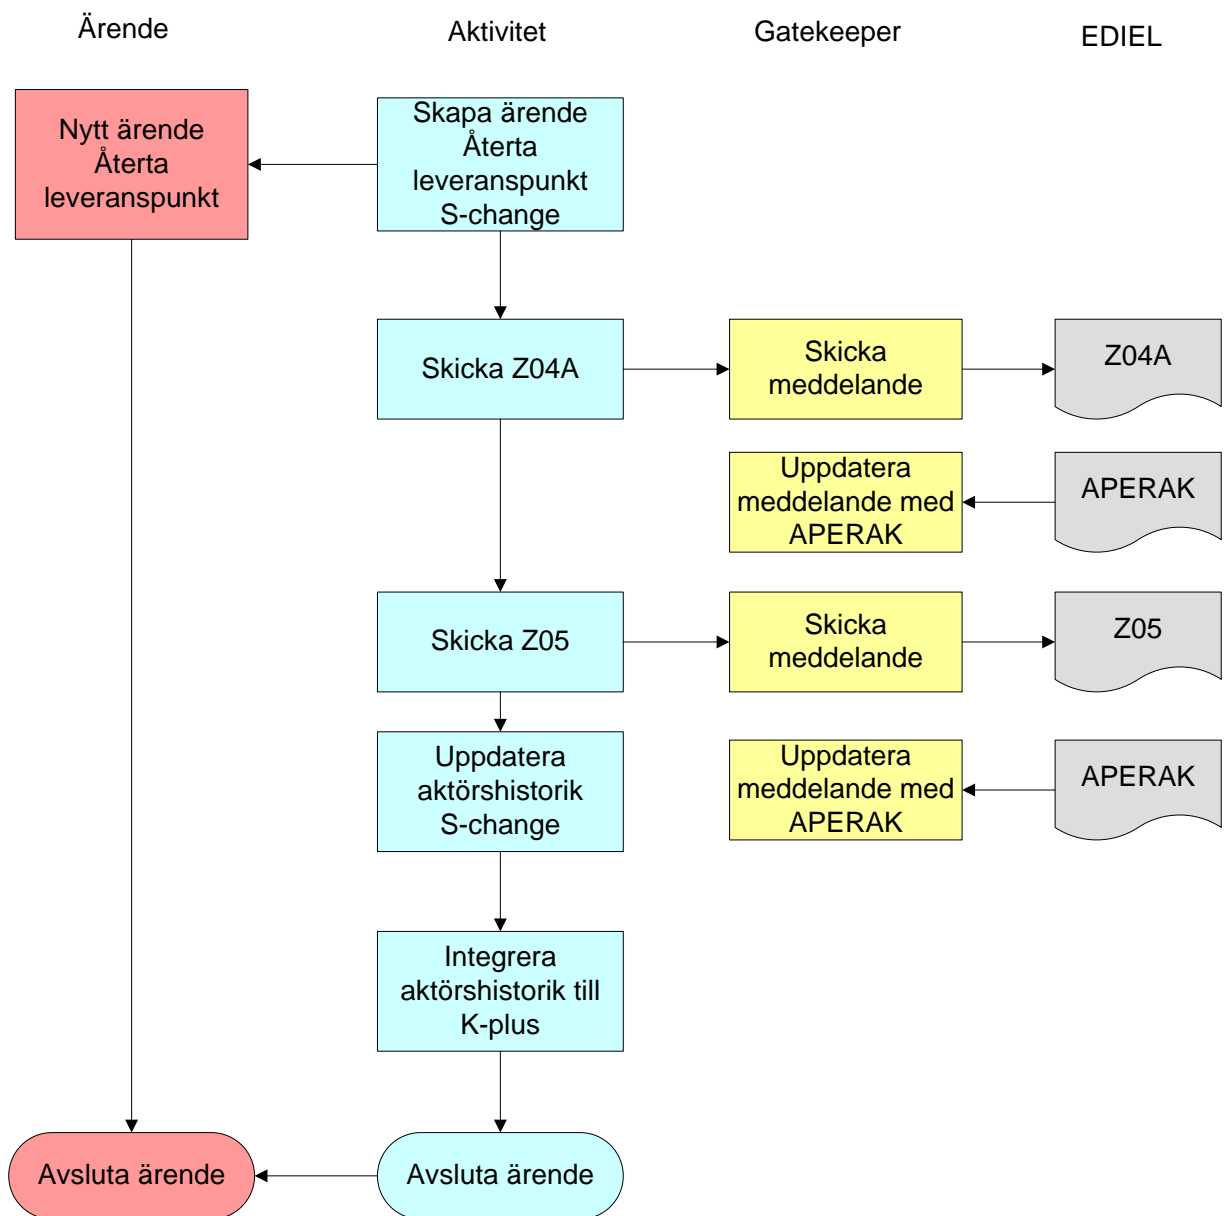 Ärende
Aktivitet
Gatekeeper
EDIEL
Nytt ärende
Återta
leveranspunkt
Skapa ärende
Återta
leveranspunkt
S-change
Skicka Z04A
Skicka
meddelande
Z04A
Uppdatera
meddelande med
APERAK
APERAK
Skicka Z05
Skicka
meddelande
Z05
Uppdatera
aktörshistorik
S-change
Uppdatera
meddelande med
APERAK
APERAK
Integrera
aktörshistorik till
K-plus
Avsluta ärende
Avsluta ärende